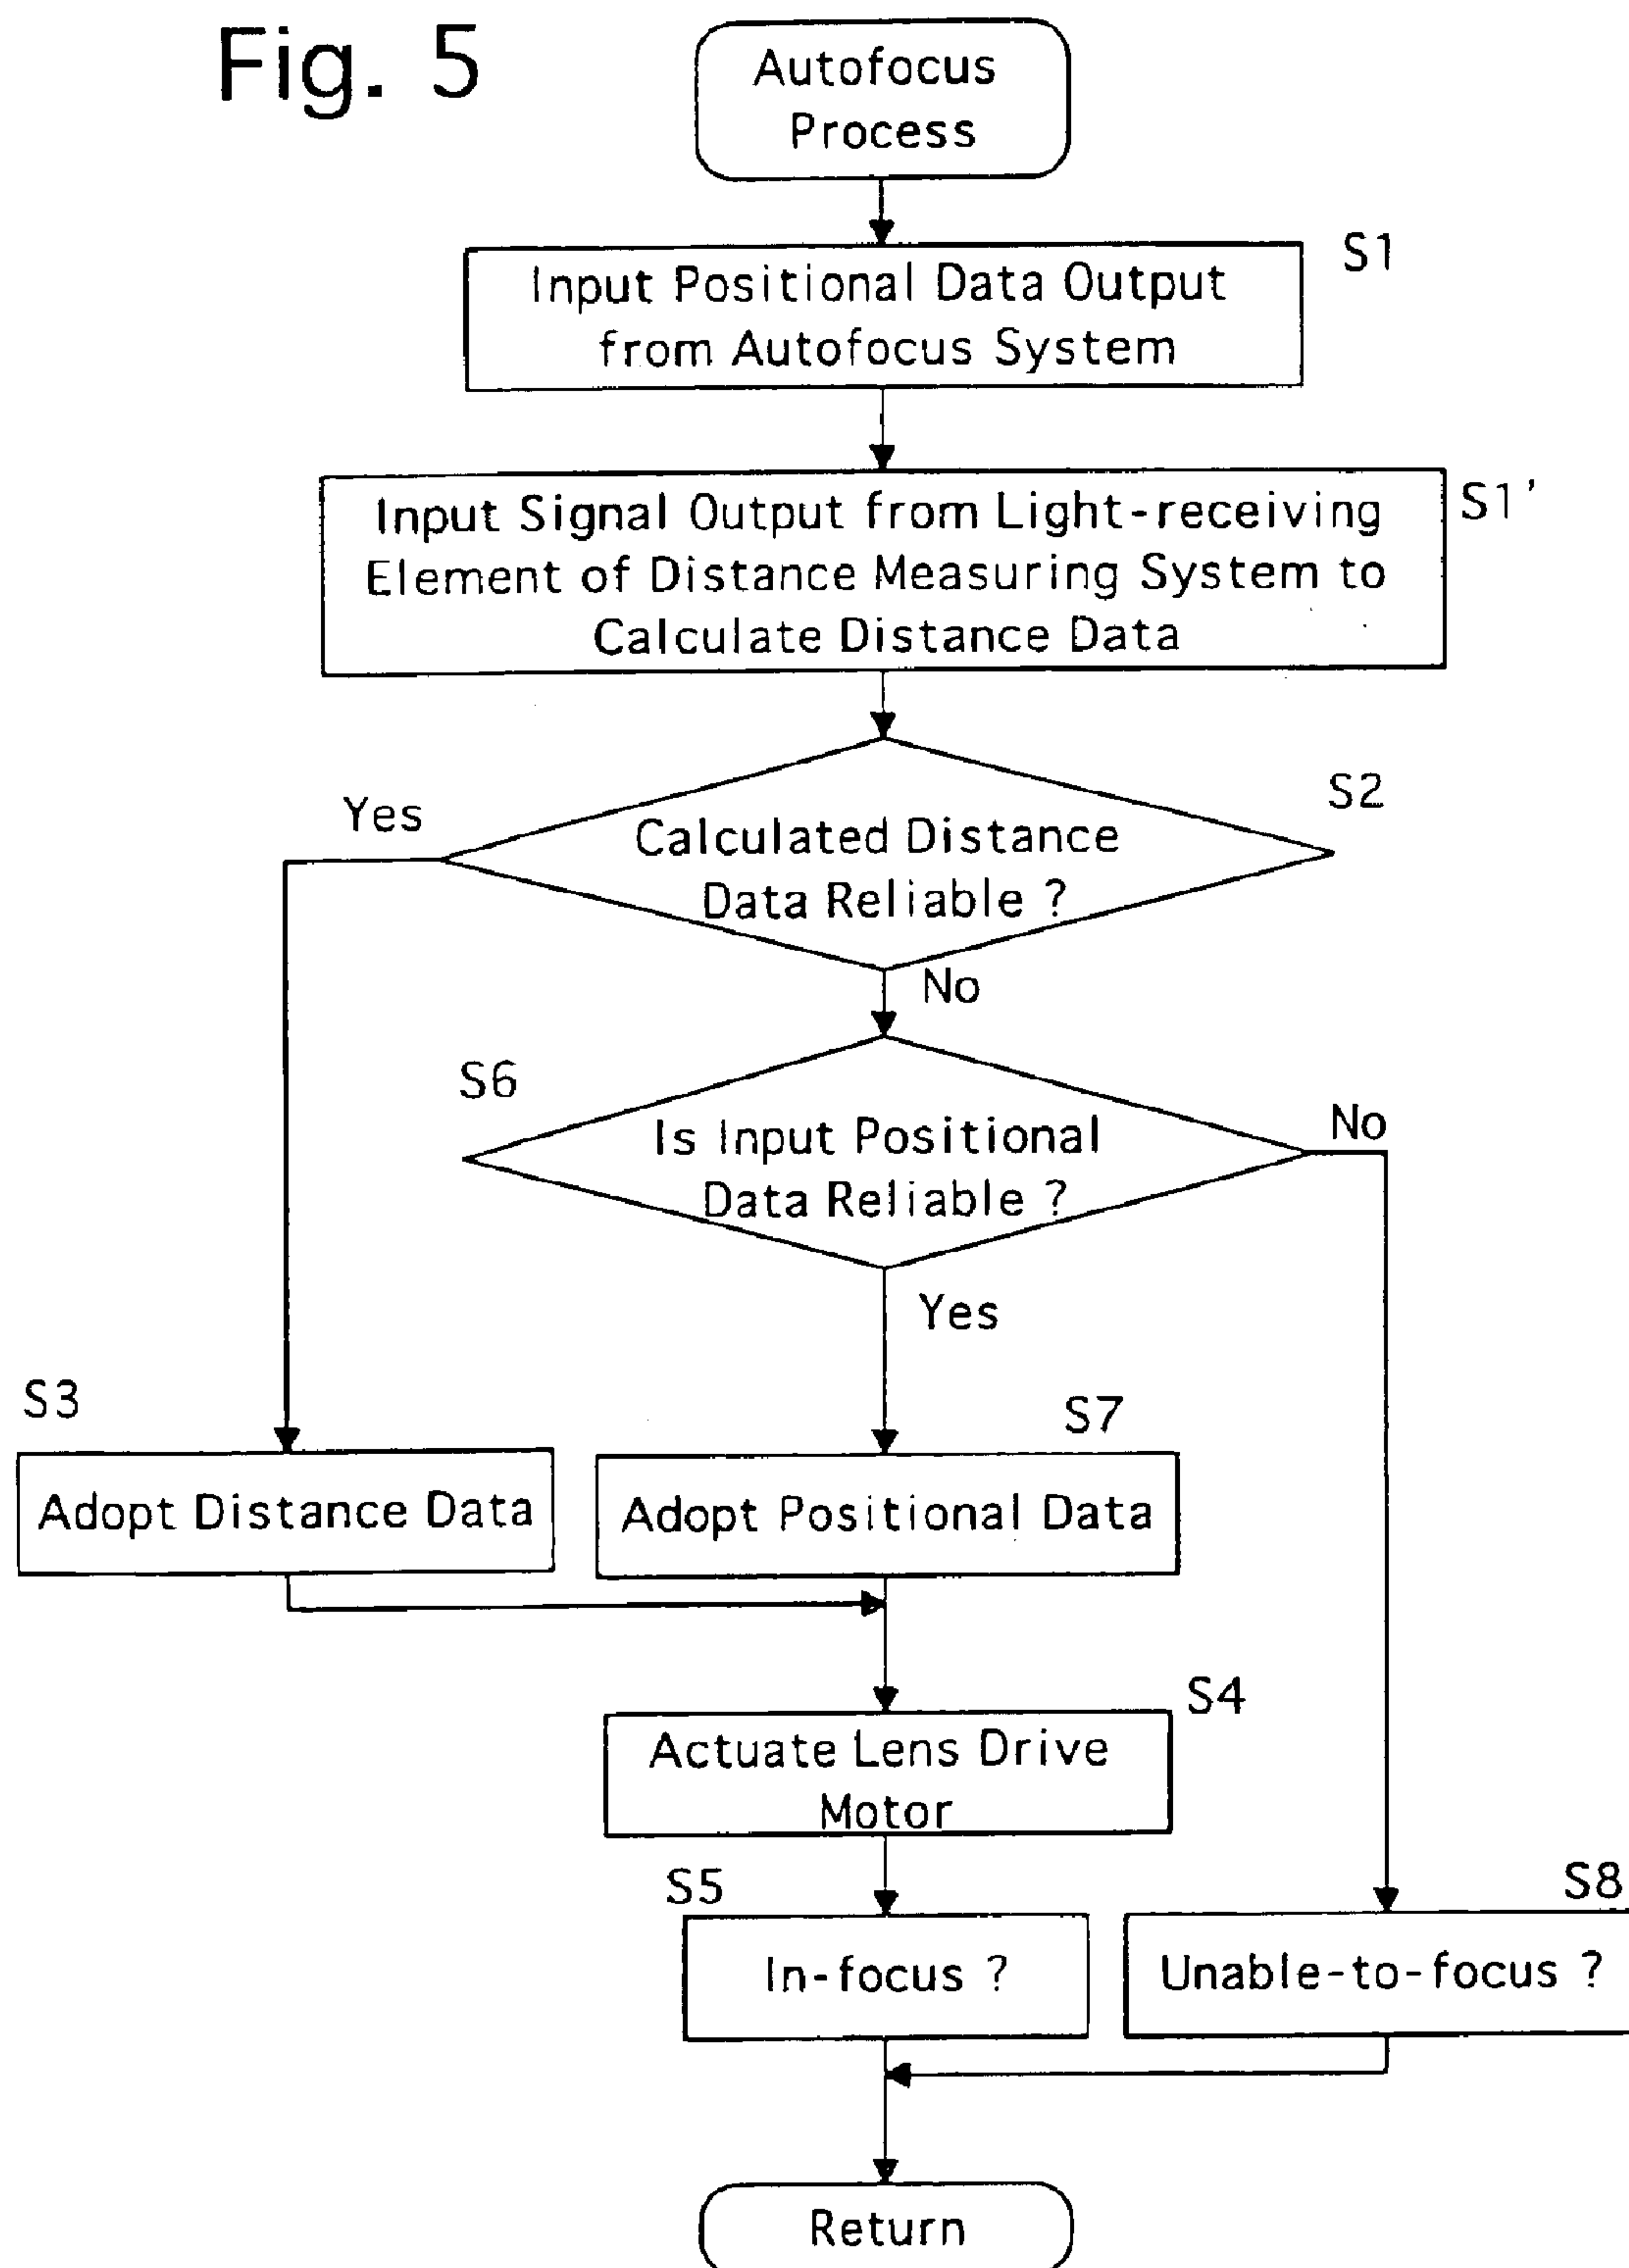 Fig. 5
Autofocus
Process
S1
Input Positional Data Output
from Autofocus System
S1'
Input Signal Output from Light-receiving
Element of Distance Measuring System to
Calculate Distance Data
S2
Yes
Calculated Distance
Data Reliable ?
No
S6
Is Input Positional
Data Reliable ?
No
Yes
S3
S7
Adopt Distance Data
Adopt Positional Data
S4
Actuate Lens Drive
Motor
S5
S8
In-focus ?
Unable-to-focus ?
Return